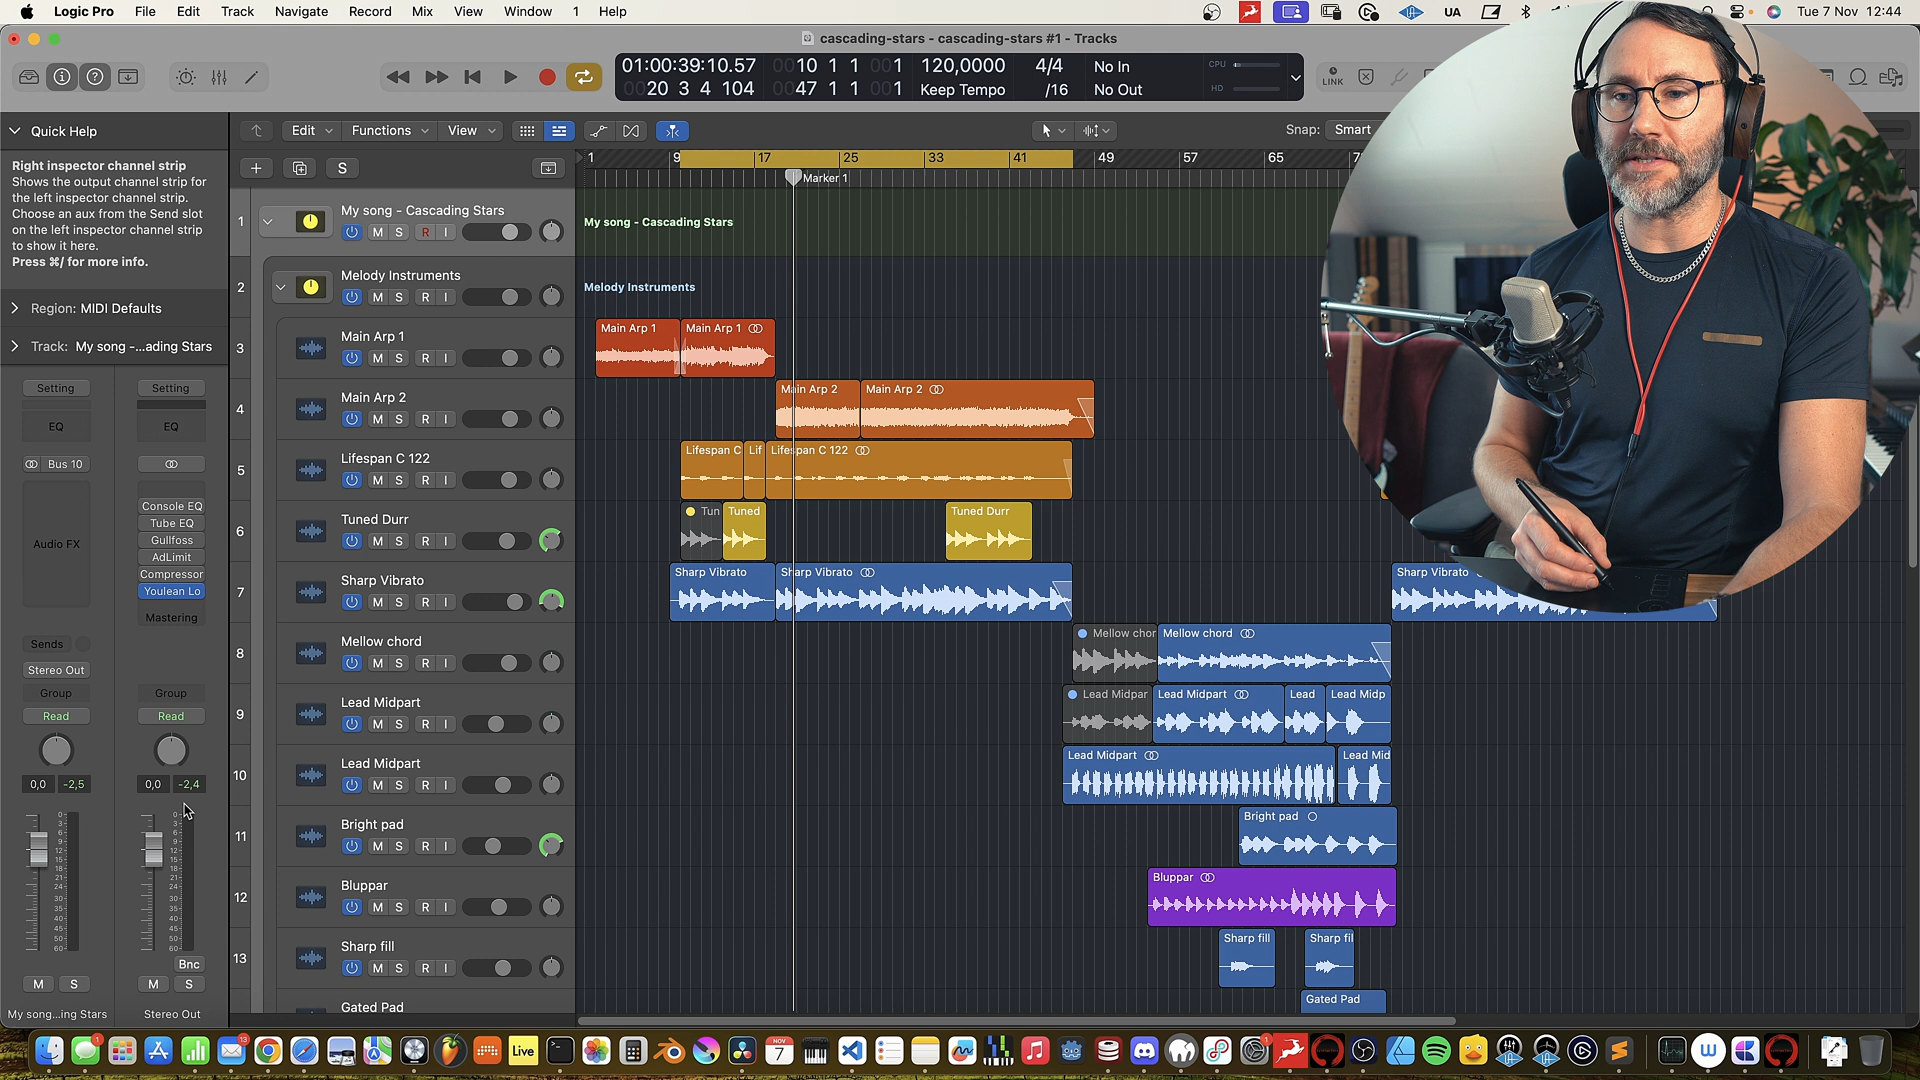 Logic Pro File Edit Track Navigate Record Mix View Window 1 Help
UA
Tue 7 Nov 12:44
cascading-stars - cascading-stars #1 - Tracks
01:00:39:10.57 0010 1 1 001 120,0000 4/4 No In
0020 3 4 104 0047 1 1 001 Keep Tempo /16 No Out
CPU
HD
LINK
Quick Help
Edit Functions View
Snap: Smart
Right inspector channel strip
Shows the output channel strip for
the left inspector channel strip.
Choose an aux from the Send slot
on the left inspector channel strip
to show it here.
Press ⌘/ for more info.
Region: MIDI Defaults
Track: My song -...ading Stars
Setting Setting
EQ EQ
Bus 10
Audio FX
Console EQ
Tube EQ
Gullfoss
AdLimit
Compressor
Youlean Lo
Mastering
Sends
Stereo Out
Group Group
Read Read
0,0 -2,5 0,0 -2,4
Bnc
M S M S
My song...ing Stars Stereo Out
S
1 9 17 25 33 41 49 57 65
Marker 1
1 My song - Cascading Stars
M S R I
My song - Cascading Stars
2 Melody Instruments
M S R I
Melody Instruments
3 Main Arp 1
M S R I
Main Arp 1 Main Arp 1
4 Main Arp 2
M S R I
Main Arp 2 Main Arp 2
5 Lifespan C 122
M S R I
Lifespan C Lif Lifespan C 122
6 Tuned Durr
M S R I
Tun Tuned Tuned Durr
7 Sharp Vibrato
M S R I
Sharp Vibrato Sharp Vibrato Sharp Vibrato
8 Mellow chord
M S R I
Mellow chor Mellow chord
9 Lead Midpart
M S R I
Lead Midpar Lead Midpart Lead Lead Midp
10 Lead Midpart
M S R I
Lead Midpart Lead Mid
11 Bright pad
M S R I
Bright pad
12 Bluppar
M S R I
Bluppar
13 Sharp fill
M S R I
Sharp fill Sharp fil
Gated Pad
Gated Pad
Live
NOV
7